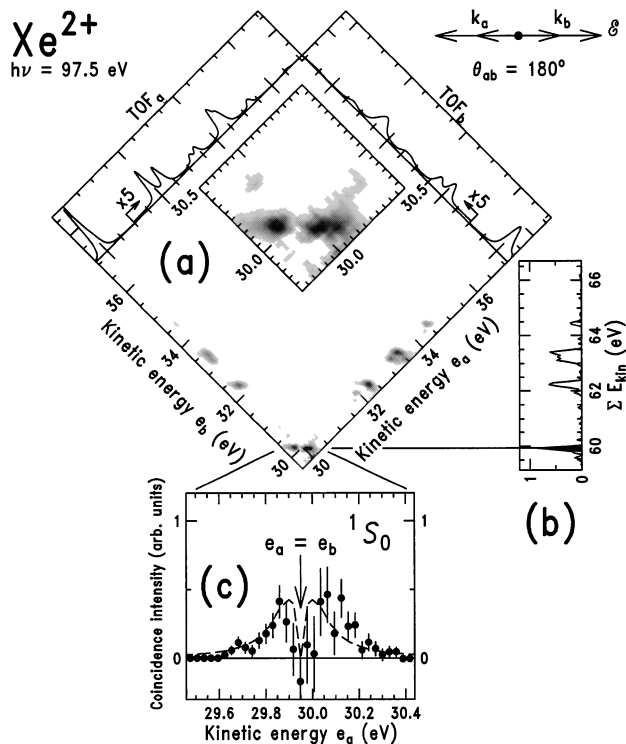 Xe2+
hν = 97.5 eV
(b)
ka kb ℰ
θab = 180°
TOFa
TOFb
x5
x5
30.5
30.5
(a)
30.0
30.0
36
36
34
34
32
32
30
30
Kinetic energy eb (eV)
Kinetic energy ea (eV)
66
64
62
60
Σ Ekin (eV)
1 0
(b)
Coincidence intensity (arb. units)
1 1
0 0
1S0
ea = eb
(c)
29.6 29.8 30.0 30.2 30.4
Kinetic energy ea (eV)